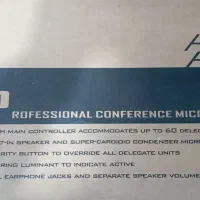 ROFESSIONAL CONFERENCE MICR
H MAIN CONTROLLER ACCOMMODATES UP TO 60 DELEG
T-IN SPEAKER AND SUPER-CARDIOID CONDENSER MICRO
RITY BUTTON TO OVERRIDE ALL DELEGATE UNITS
RING LUMINANT TO INDICATE ACTIVE
L EARPHONE JACKS AND SEPARATE SPEAKER VOLUME